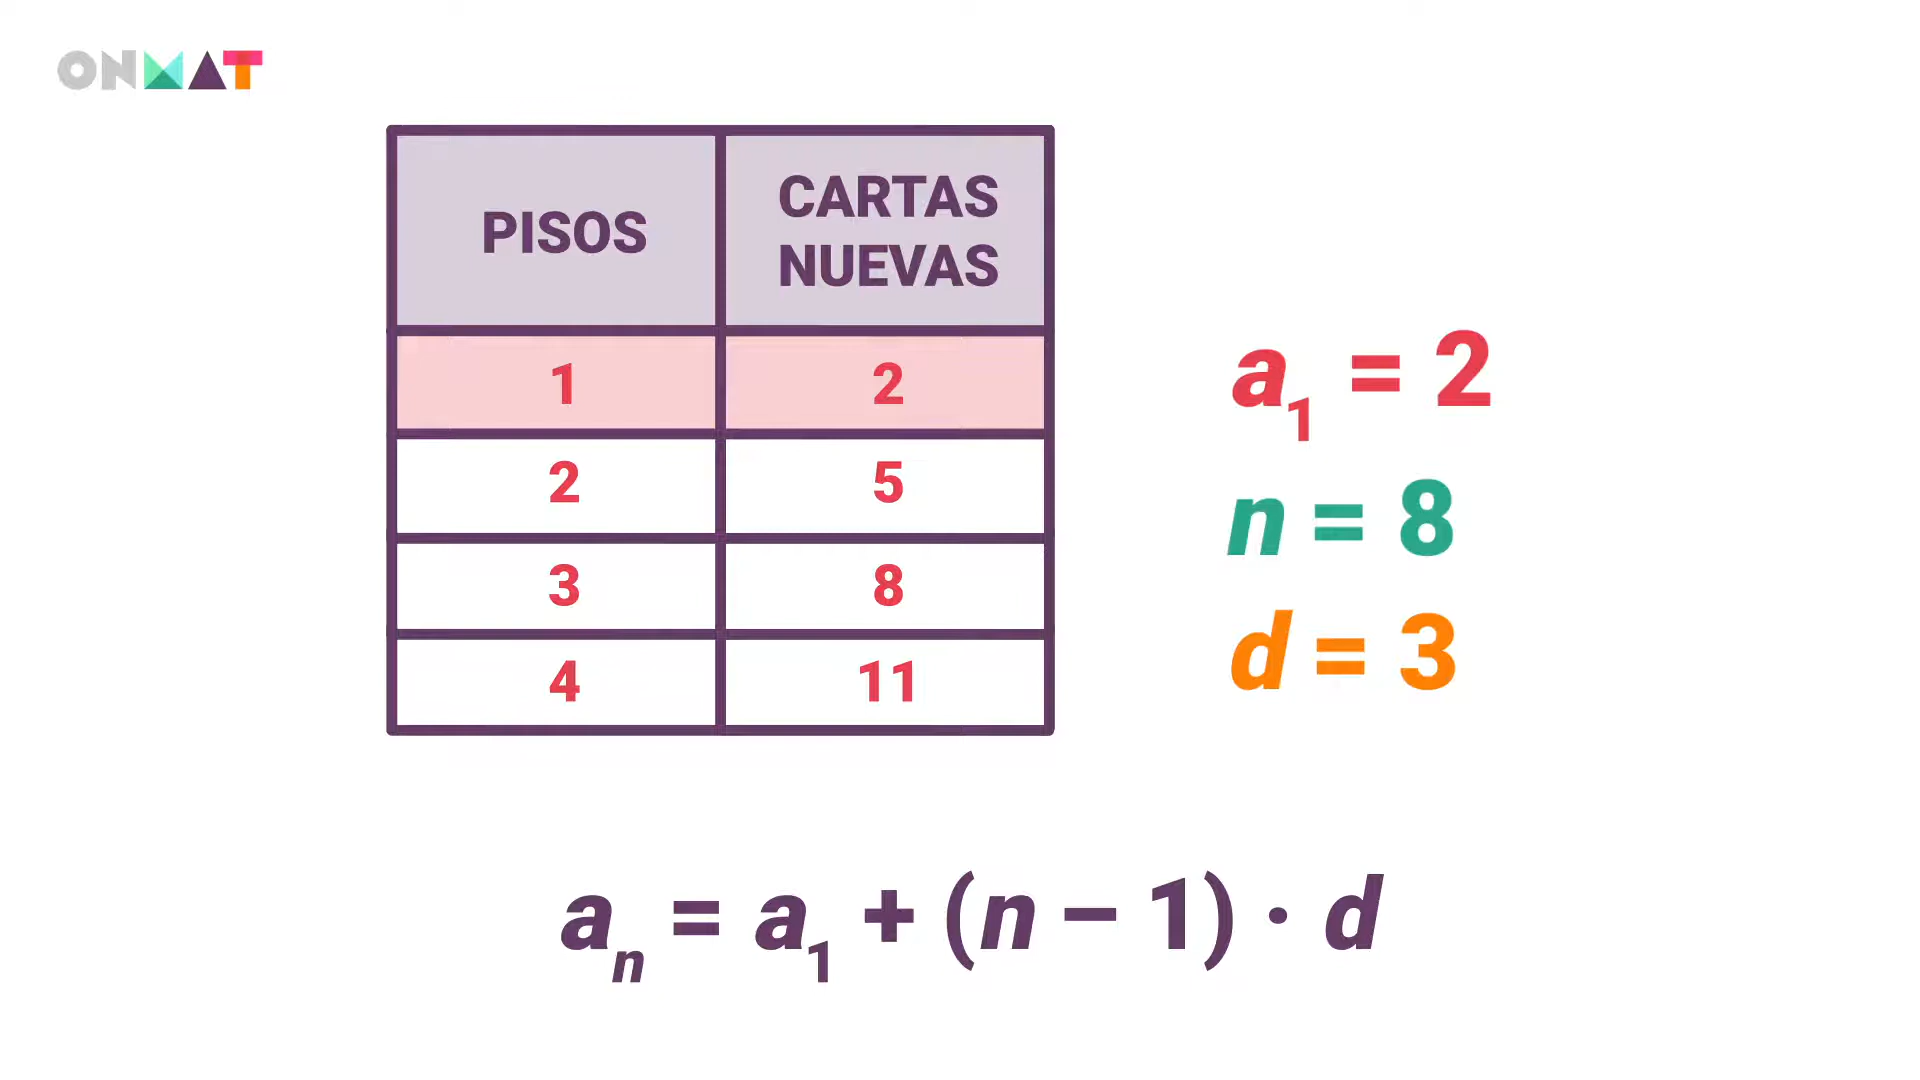 ONMAT
PISOS
CARTAS
NUEVAS
1
2
2
5
3
8
4
11
a₁ = 2
n = 8
d = 3
aₙ = a₁ + (n – 1) · d